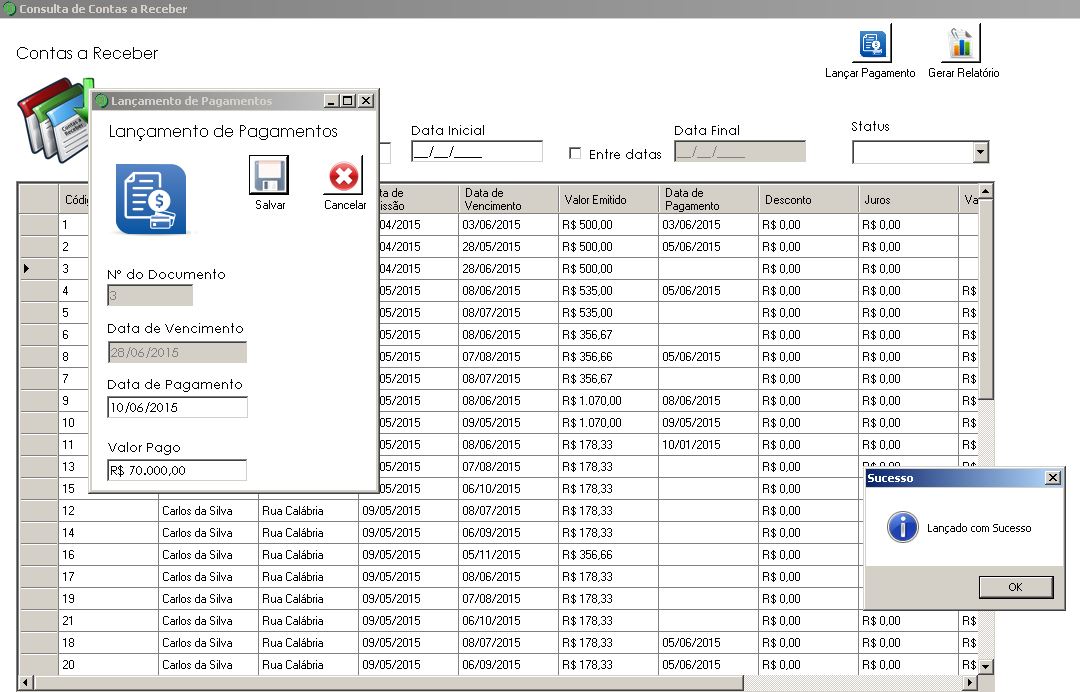 Consulta de Contas a Receber
Contas a Receber
Lançar Pagamento Gerar Relatório
Contas a Receber
Data Inicial
__/__/____
Entre datas
Data Final
__/__/____
Status
Lançamento de Pagamentos
Lançamento de Pagamentos
Salvar Cancelar
Nº do Documento
3
Data de Vencimento
28/06/2015
Data de Pagamento
10/06/2015
Valor Pago
R$ 70.000,00
Data de Vencimento Valor Emitido Data de Pagamento Desconto Juros
1 04/2015 03/06/2015 R$ 500,00 03/06/2015 R$ 0,00 R$ 0,00
2 04/2015 28/05/2015 R$ 500,00 05/06/2015 R$ 0,00 R$ 0,00
3 04/2015 28/06/2015 R$ 500,00 R$ 0,00 R$ 0,00
4 05/2015 08/06/2015 R$ 535,00 05/06/2015 R$ 0,00 R$ 0,00 R$
5 05/2015 08/07/2015 R$ 535,00 R$ 0,00 R$ 0,00 R$
6 05/2015 08/06/2015 R$ 356,67 R$ 0,00 R$ 0,00 R$
8 05/2015 07/08/2015 R$ 356,66 05/06/2015 R$ 0,00 R$ 0,00 R$
7 05/2015 08/07/2015 R$ 356,67 R$ 0,00 R$ 0,00 R$
9 05/2015 08/06/2015 R$ 1.070,00 08/06/2015 R$ 0,00 R$ 0,00 R$
10 05/2015 09/05/2015 R$ 1.070,00 09/05/2015 R$ 0,00 R$ 0,00 R$
11 05/2015 08/06/2015 R$ 178,33 10/01/2015 R$ 0,00 R$ 0,00 R$
13 05/2015 07/08/2015 R$ 178,33 R$ 0,00 R$ 0,00 R$
15 05/2015 06/10/2015 R$ 178,33 R$ 0,00
12 Carlos da Silva Rua Calábria 09/05/2015 08/07/2015 R$ 178,33 R$ 0,00
14 Carlos da Silva Rua Calábria 09/05/2015 06/09/2015 R$ 178,33 R$ 0,00
16 Carlos da Silva Rua Calábria 09/05/2015 05/11/2015 R$ 356,66 R$ 0,00
17 Carlos da Silva Rua Calábria 09/05/2015 08/06/2015 R$ 178,33 R$ 0,00
19 Carlos da Silva Rua Calábria 09/05/2015 07/08/2015 R$ 178,33 R$ 0,00
21 Carlos da Silva Rua Calábria 09/05/2015 06/10/2015 R$ 178,33 R$ 0,00 R$ 0,00 R$
18 Carlos da Silva Rua Calábria 09/05/2015 08/07/2015 R$ 178,33 05/06/2015 R$ 0,00 R$ 0,00 R$
20 Carlos da Silva Rua Calábria 09/05/2015 06/09/2015 R$ 178,33 05/06/2015 R$ 0,00 R$ 0,00 R$
Sucesso
Lançado com Sucesso
OK